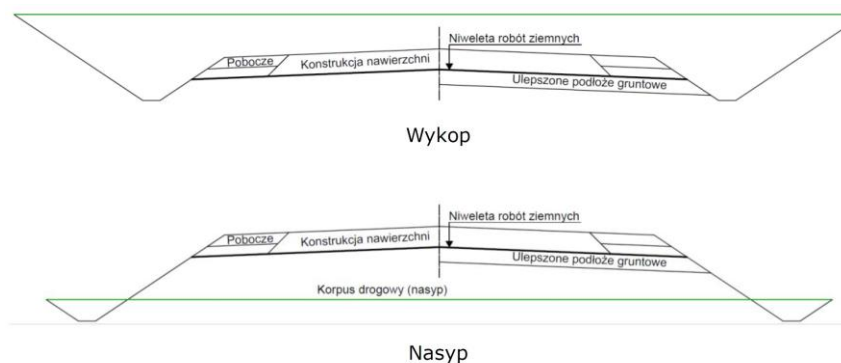 Niweleta robót ziemnych
Pobocze
Konstrukcja nawierzchni
Ulepszone podłoże gruntowe
Wykop
Niweleta robót ziemnych
Pobocze
Konstrukcja nawierzchni
Ulepszone podłoże gruntowe
Korpus drogowy (nasyp)
Nasyp